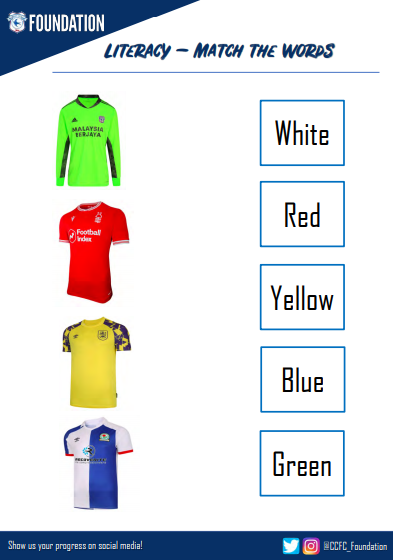 FOUNDATION
LITERACY – MATCH THE WORDS
MALAYSIA
BERJAYA
White
Football
Index
Red
Yellow
Blue
Green
Show us your progress on social media!
@CCFC_Foundation